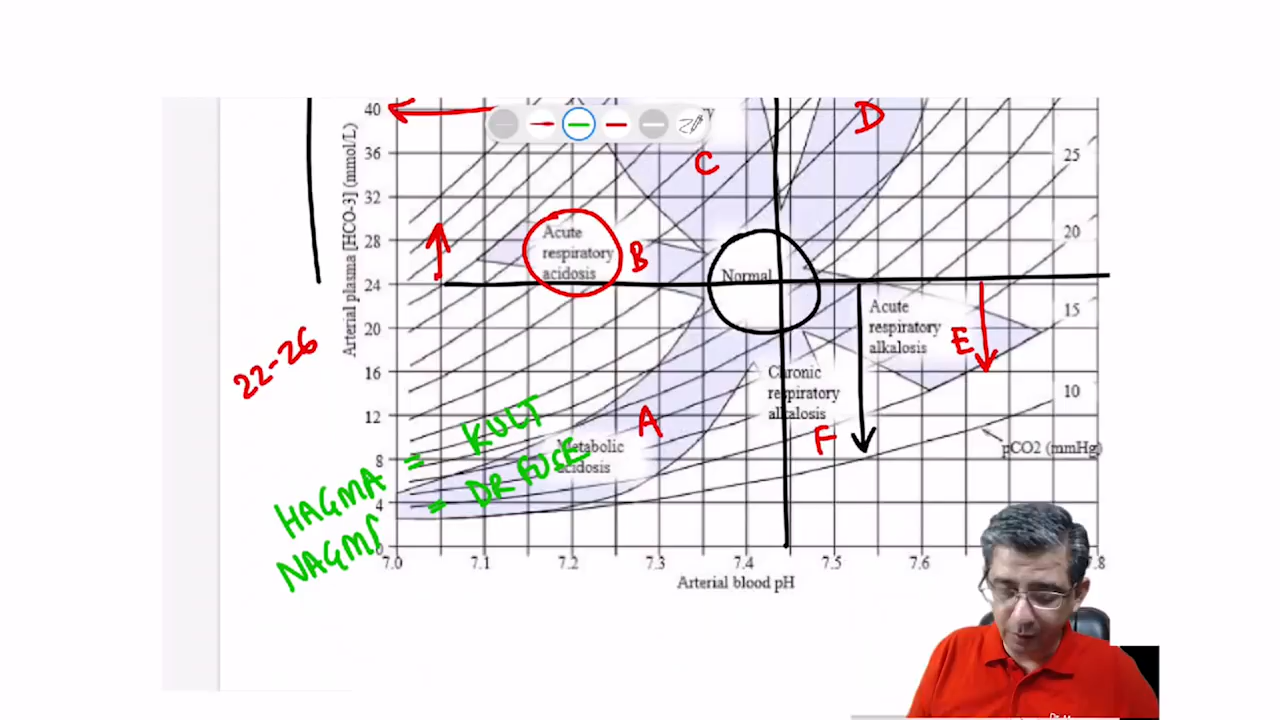 40
36
32
28
24
20
16
12
8
4
0
Arterial plasma [HCO-3] (mmol/L)
7.0 7.1 7.2 7.3 7.4 7.5 7.6 7.8
Arterial blood pH
25
20
15
10
pCO2 (mmHg)
D
C
Acute
respiratory
acidosis
B
Normal
Acute
respiratory
alkalosis
E
Chronic
respiratory
alkalosis
F
A
Metabolic
acidosis
22-26
HAGMA = KULT
NAGMA = DR FUSE